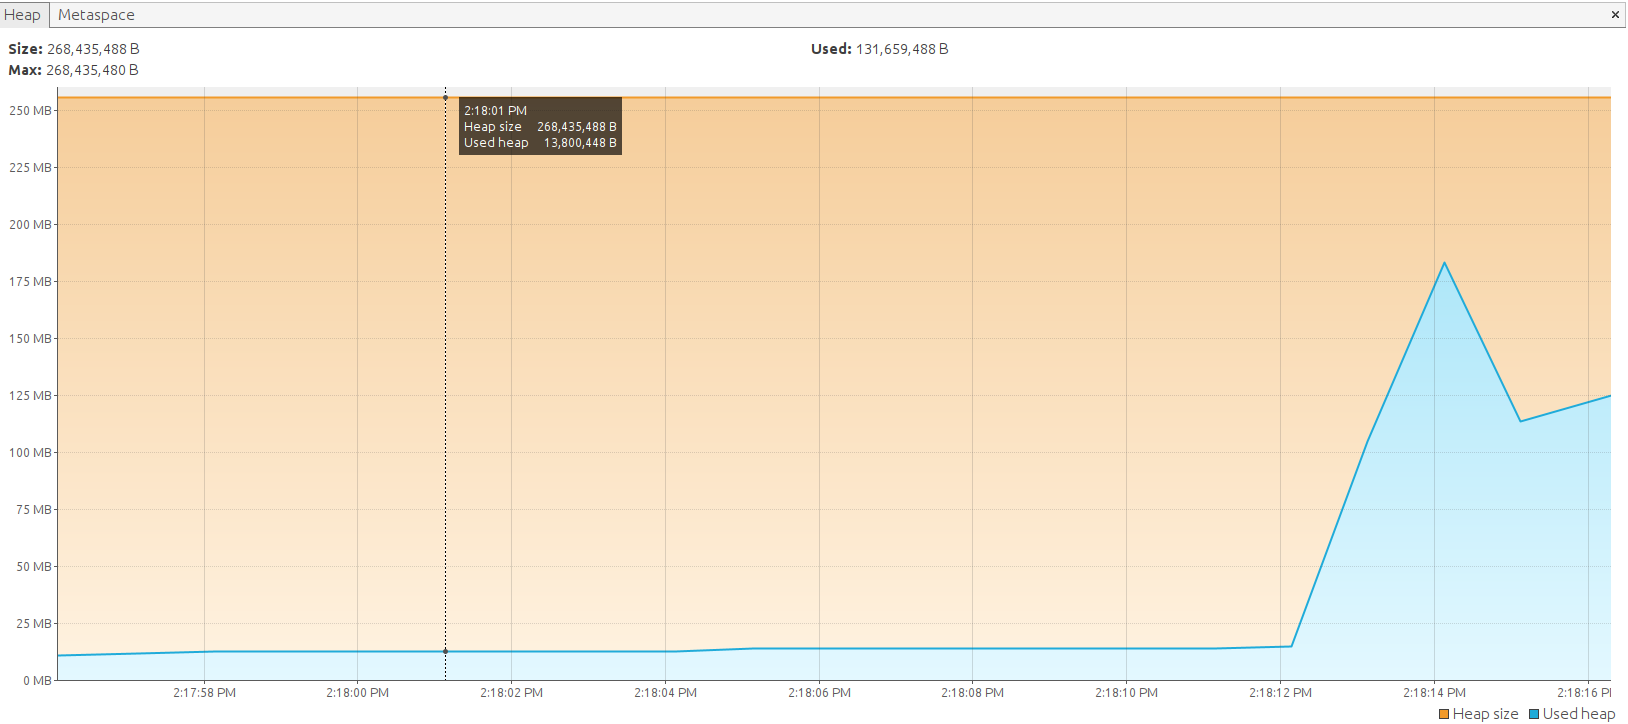 Heap Metaspace ×
Size: 268,435,488 B Used: 131,659,488 B
Max: 268,435,480 B
250 MB
2:18:01 PM
Heap size 268,435,488 B
Used heap 13,800,448 B
225 MB
200 MB
175 MB
150 MB
125 MB
100 MB
75 MB
50 MB
25 MB
0 MB
2:17:58 PM 2:18:00 PM 2:18:02 PM 2:18:04 PM 2:18:06 PM 2:18:08 PM 2:18:10 PM 2:18:12 PM 2:18:14 PM 2:18:16 P
Heap size Used heap